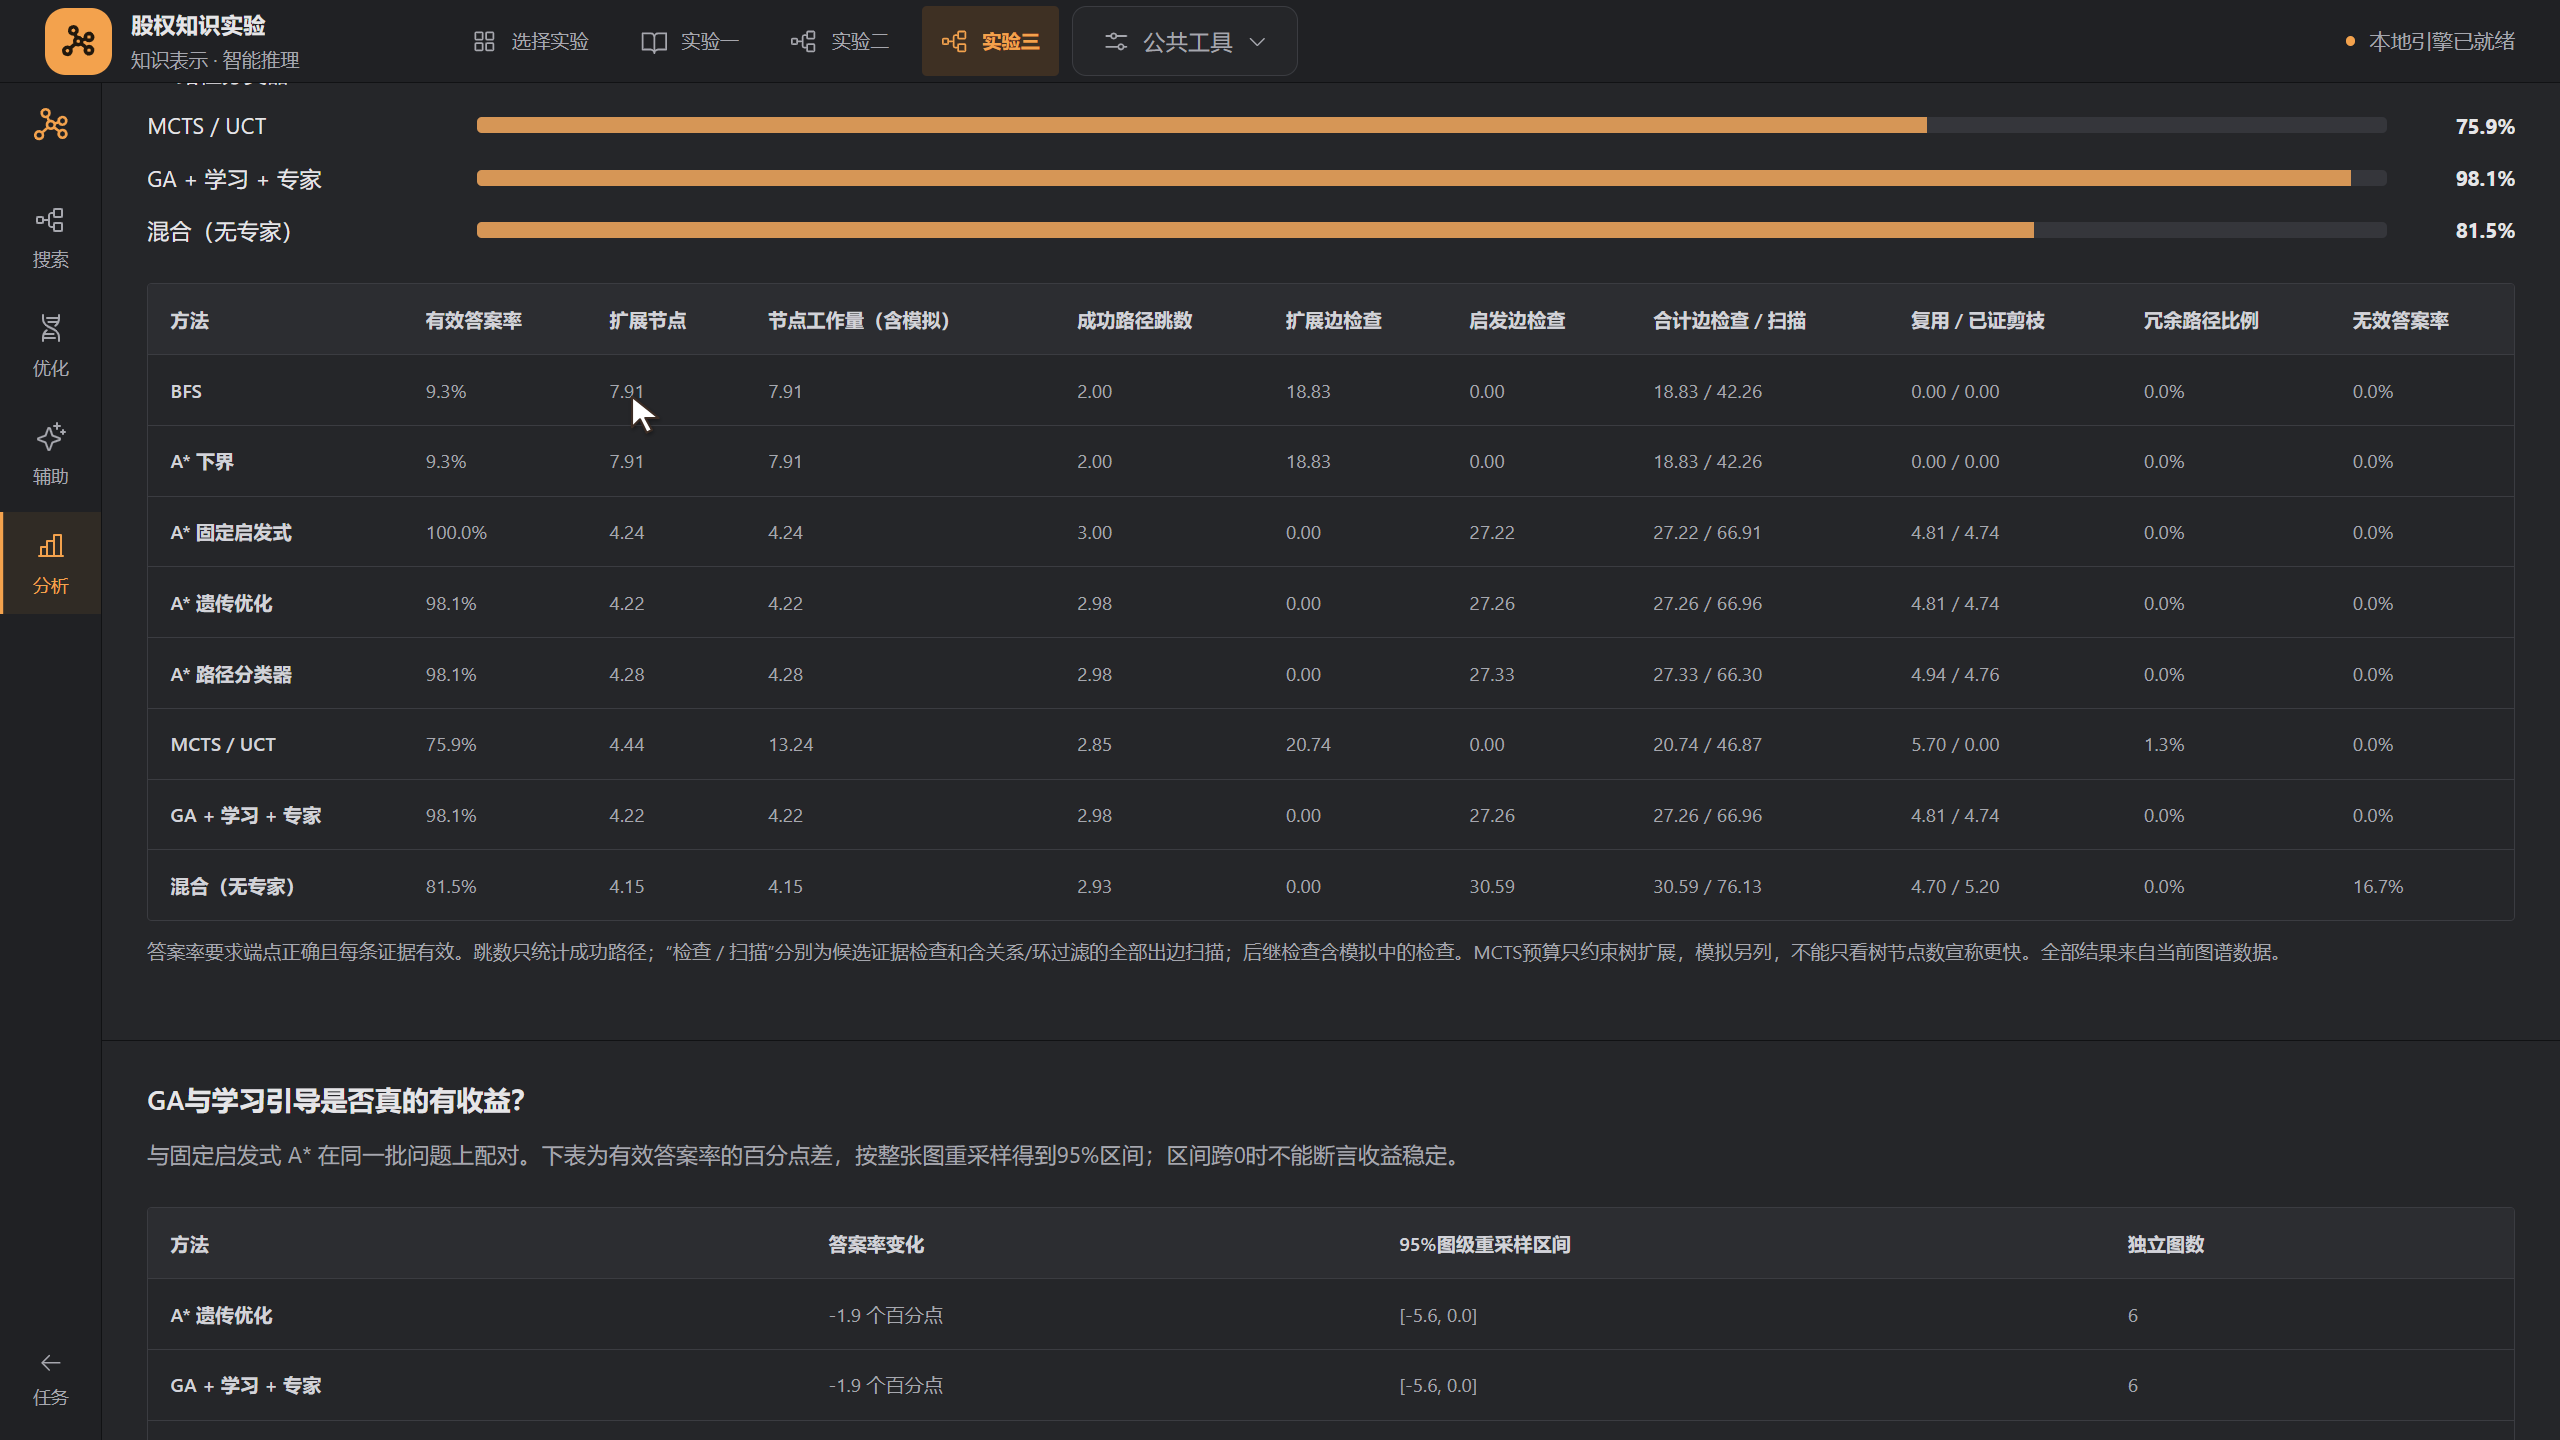 股权知识实验
知识表示 · 智能推理
选择实验
实验一
实验二
实验三
公共工具
本地引擎已就绪
搜索
优化
辅助
分析
任务
MCTS / UCT 75.9%
GA + 学习 + 专家 98.1%
混合（无专家） 81.5%
方法 有效答案率 扩展节点 节点工作量（含模拟） 成功路径跳数 扩展边检查 启发边检查 合计边检查 / 扫描 复用 / 已证剪枝 冗余路径比例 无效答案率
BFS 9.3% 7.91 7.91 2.00 18.83 0.00 18.83 / 42.26 0.00 / 0.00 0.0% 0.0%
A* 下界 9.3% 7.91 7.91 2.00 18.83 0.00 18.83 / 42.26 0.00 / 0.00 0.0% 0.0%
A* 固定启发式 100.0% 4.24 4.24 3.00 0.00 27.22 27.22 / 66.91 4.81 / 4.74 0.0% 0.0%
A* 遗传优化 98.1% 4.22 4.22 2.98 0.00 27.26 27.26 / 66.96 4.81 / 4.74 0.0% 0.0%
A* 路径分类器 98.1% 4.28 4.28 2.98 0.00 27.33 27.33 / 66.30 4.94 / 4.76 0.0% 0.0%
MCTS / UCT 75.9% 4.44 13.24 2.85 20.74 0.00 20.74 / 46.87 5.70 / 0.00 1.3% 0.0%
GA + 学习 + 专家 98.1% 4.22 4.22 2.98 0.00 27.26 27.26 / 66.96 4.81 / 4.74 0.0% 0.0%
混合（无专家） 81.5% 4.15 4.15 2.93 0.00 30.59 30.59 / 76.13 4.70 / 5.20 0.0% 16.7%
答案率要求端点正确且每条证据有效。跳数只统计成功路径；“检查 / 扫描”分别为候选证据检查和含关系/环过滤的全部出边扫描；后继检查含模拟中的检查。MCTS预算只约束树扩展，模拟另列，不能只看树节点数宣称更快。全部结果来自当前图谱数据。
GA与学习引导是否真的有收益？
与固定启发式 A* 在同一批问题上配对。下表为有效答案率的百分点差，按整张图重采样得到95%区间；区间跨0时不能断言收益稳定。
方法 答案率变化 95%图级重采样区间 独立图数
A* 遗传优化 -1.9 个百分点 [-5.6, 0.0] 6
GA + 学习 + 专家 -1.9 个百分点 [-5.6, 0.0] 6